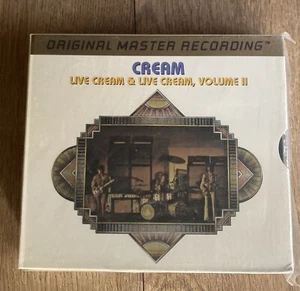 ORIGINAL MASTER RECORDING™
CREAM
LIVE CREAM & LIVE CREAM, VOLUME II